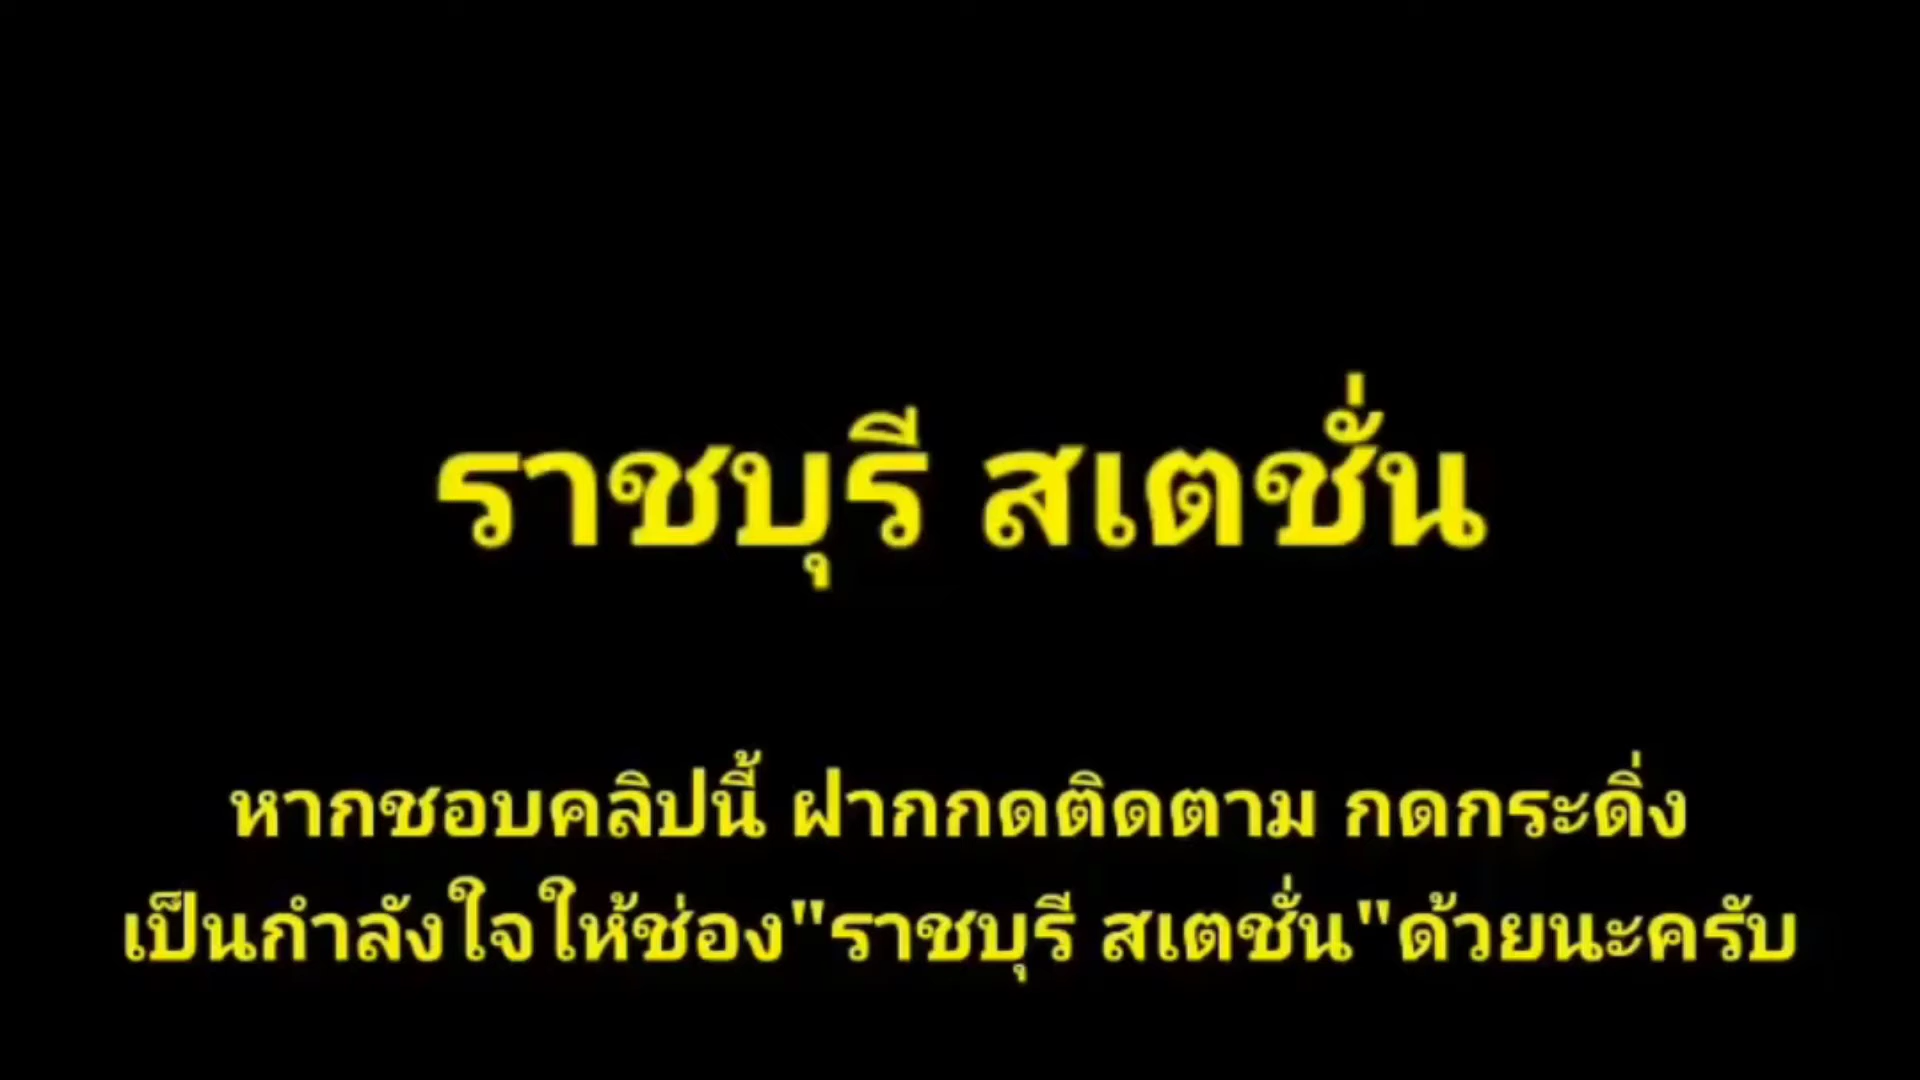 ราชบุรี สเตชั่น
หากชอบคลิปนี้ ฝากกดติดตาม กดกระดิ่ง
เป็นกำลังใจให้ช่อง"ราชบุรี สเตชั่น"ด้วยนะครับ